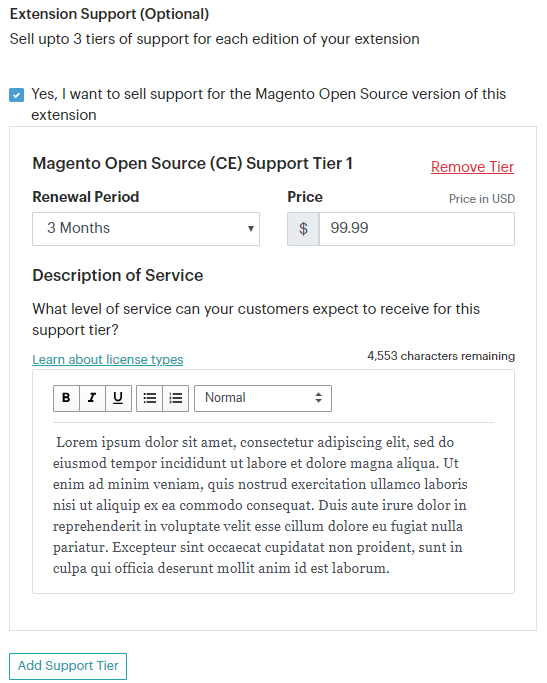 Extension Support (Optional)
Sell upto 3 tiers of support for each edition of your extension
Yes, I want to sell support for the Magento Open Source version of this
extension
Magento Open Source (CE) Support Tier 1
Remove Tier
Renewal Period
Price
Price in USD
3 Months
$ 99.99
Description of Service
What level of service can your customers expect to receive for this
support tier?
Learn about license types
4,553 characters remaining
B I U
Normal
Lorem ipsum dolor sit amet, consectetur adipiscing elit, sed do
eiusmod tempor incididunt ut labore et dolore magna aliqua. Ut
enim ad minim veniam, quis nostrud exercitation ullamco laboris
nisi ut aliquip ex ea commodo consequat. Duis aute irure dolor in
reprehenderit in voluptate velit esse cillum dolore eu fugiat nulla
pariatur. Excepteur sint occaecat cupidatat non proident, sunt in
culpa qui officia deserunt mollit anim id est laborum.
Add Support Tier